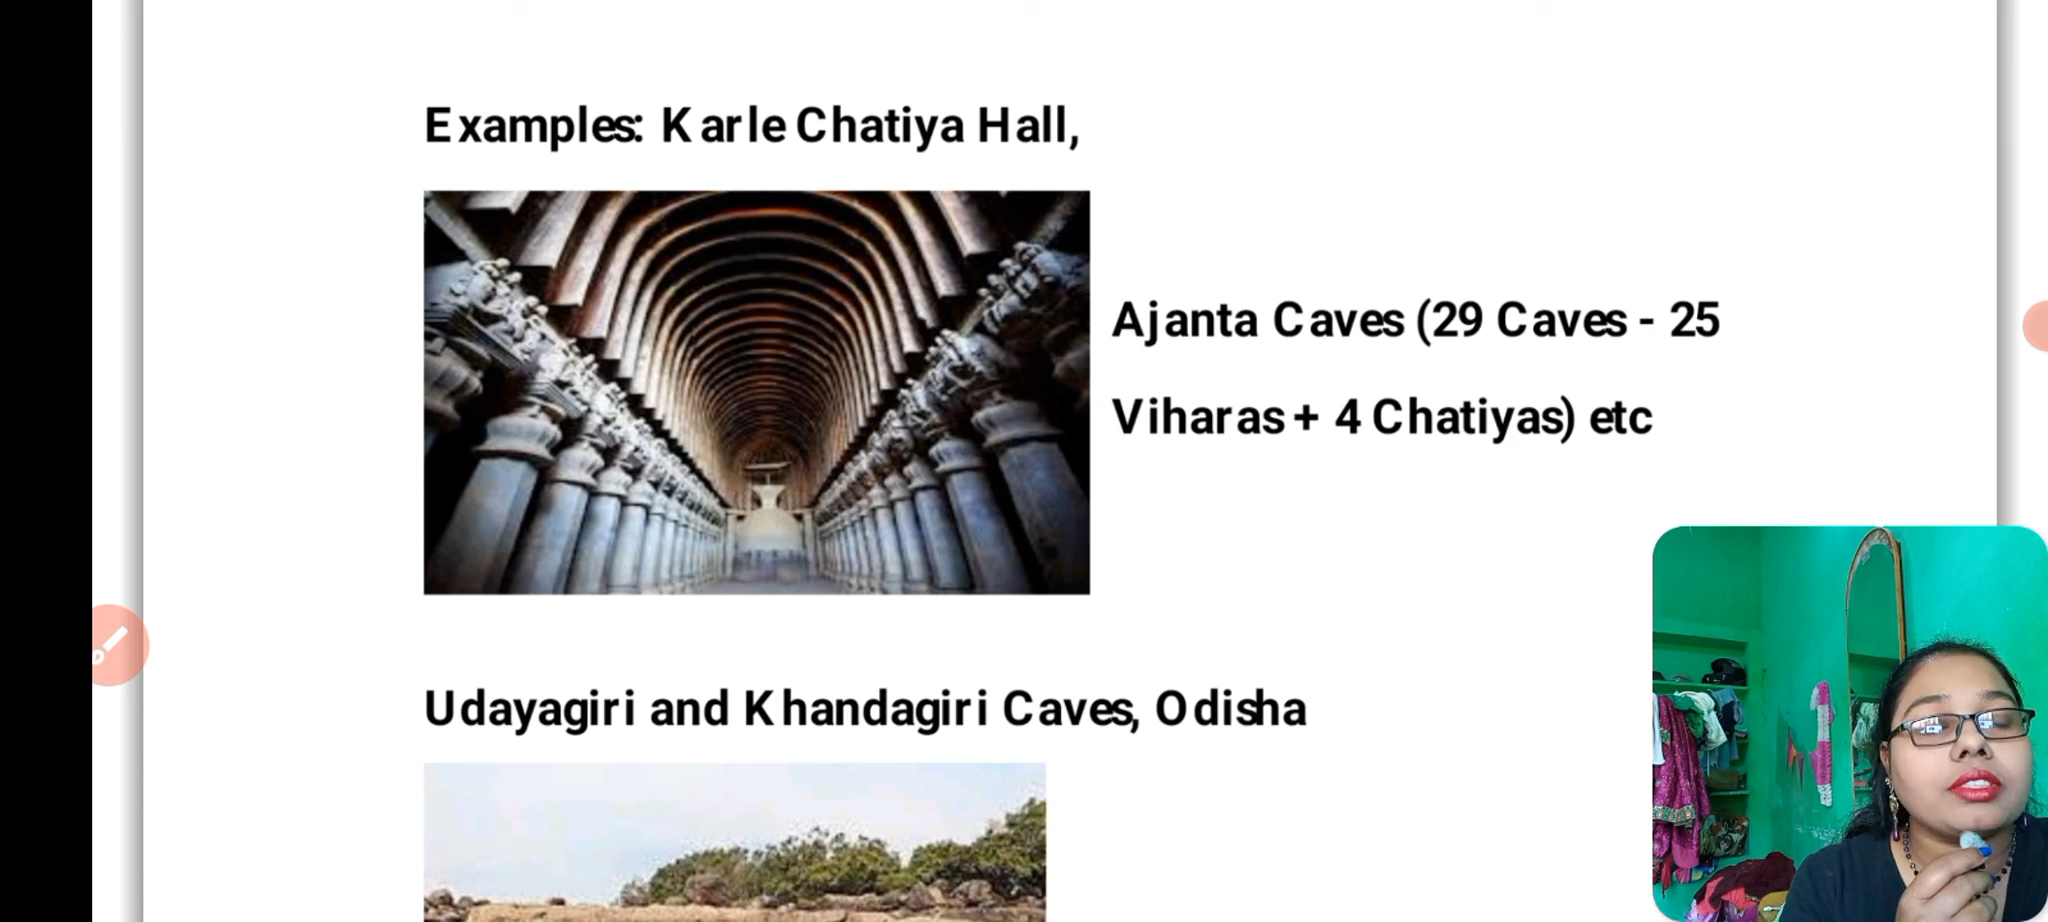 Examples: Karle Chatiya Hall,
Ajanta Caves (29 Caves - 25
Viharas + 4 Chatiyas) etc
Udayagiri and Khandagiri Caves, Odisha